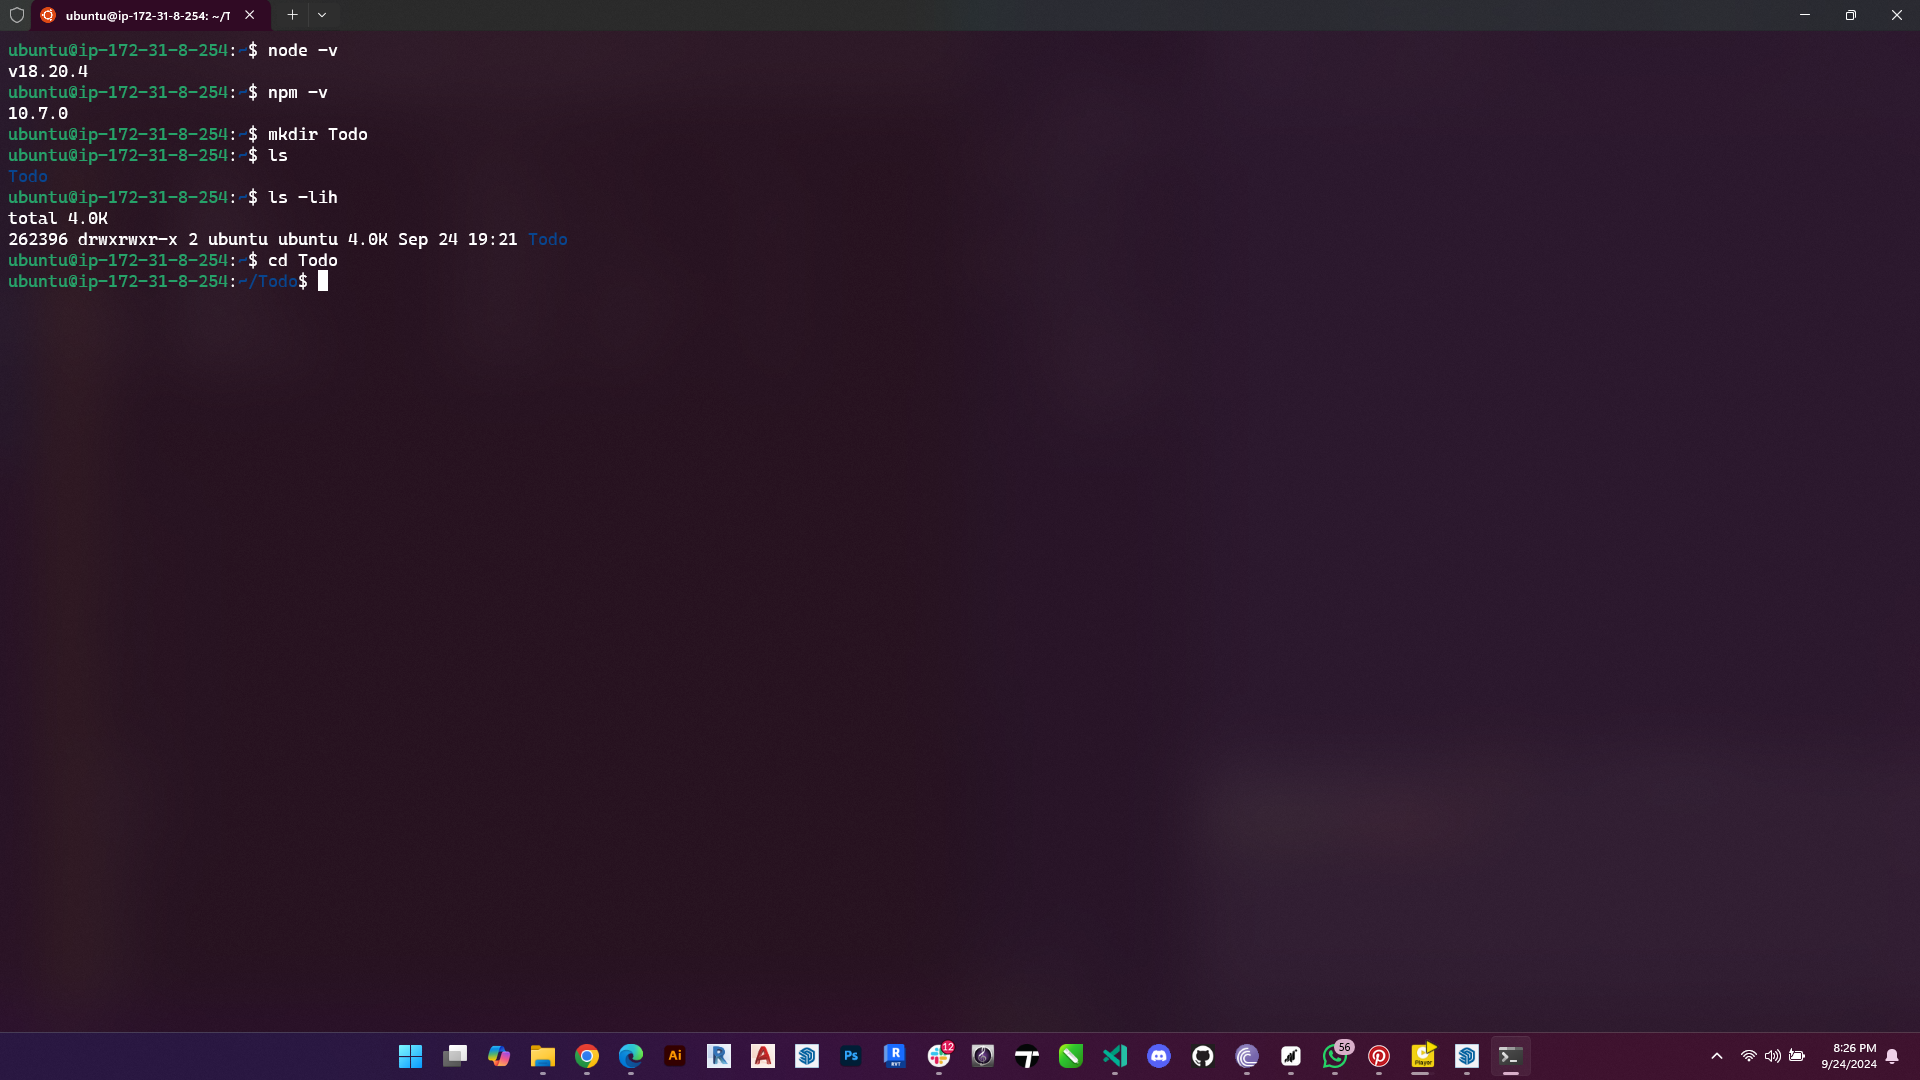 ubuntu@ip-172-31-8-254: ~/T
ubuntu@ip-172-31-8-254:~$ node -v
v18.20.4
ubuntu@ip-172-31-8-254:~$ npm -v
10.7.0
ubuntu@ip-172-31-8-254:~$ mkdir Todo
ubuntu@ip-172-31-8-254:~$ ls
Todo
ubuntu@ip-172-31-8-254:~$ ls -lih
total 4.0K
262396 drwxrwxr-x 2 ubuntu ubuntu 4.0K Sep 24 19:21 Todo
ubuntu@ip-172-31-8-254:~$ cd Todo
ubuntu@ip-172-31-8-254:~/Todo$
Ai
R
A
Ps
R
RVT
12
56
Player
8:26 PM
9/24/2024